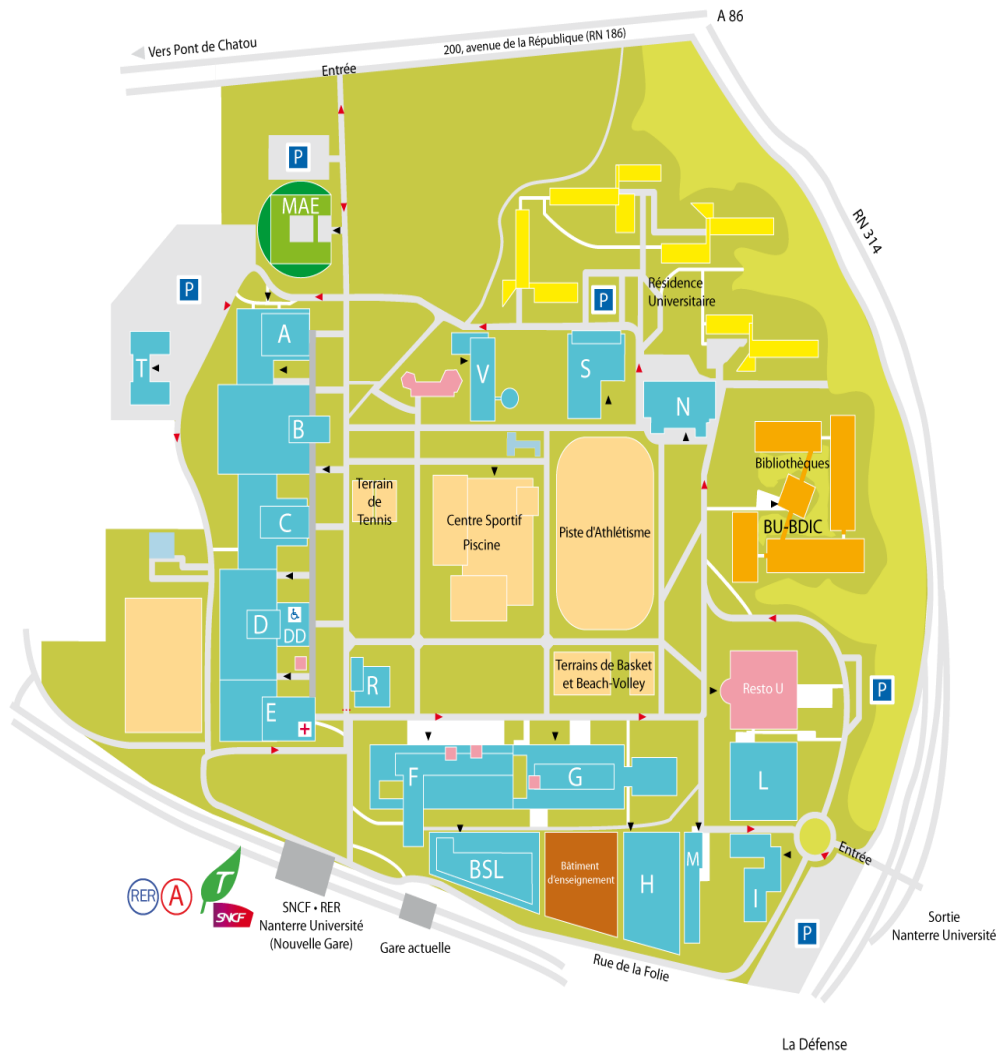 A 86
Vers Pont de Chatou
200, avenue de la République (RN 186)
Entrée
P
MAE
RN 314
P
Résidence
Universitaire
P
A
T
V
S
N
B
Bibliothèques
BU-BDIC
Terrain
de
Tennis
Centre Sportif
Piscine
Piste d'Athlétisme
C
D
DD
R
Terrains de Basket
et Beach-Volley
Resto U
P
E
F
G
L
BSL
Bâtiment
d'enseignement
H
M
I
Entrée
RER
A
T
SNCF
SNCF • RER
Nanterre Université
(Nouvelle Gare)
Gare actuelle
Rue de la Folie
P
Sortie
Nanterre Université
La Défense